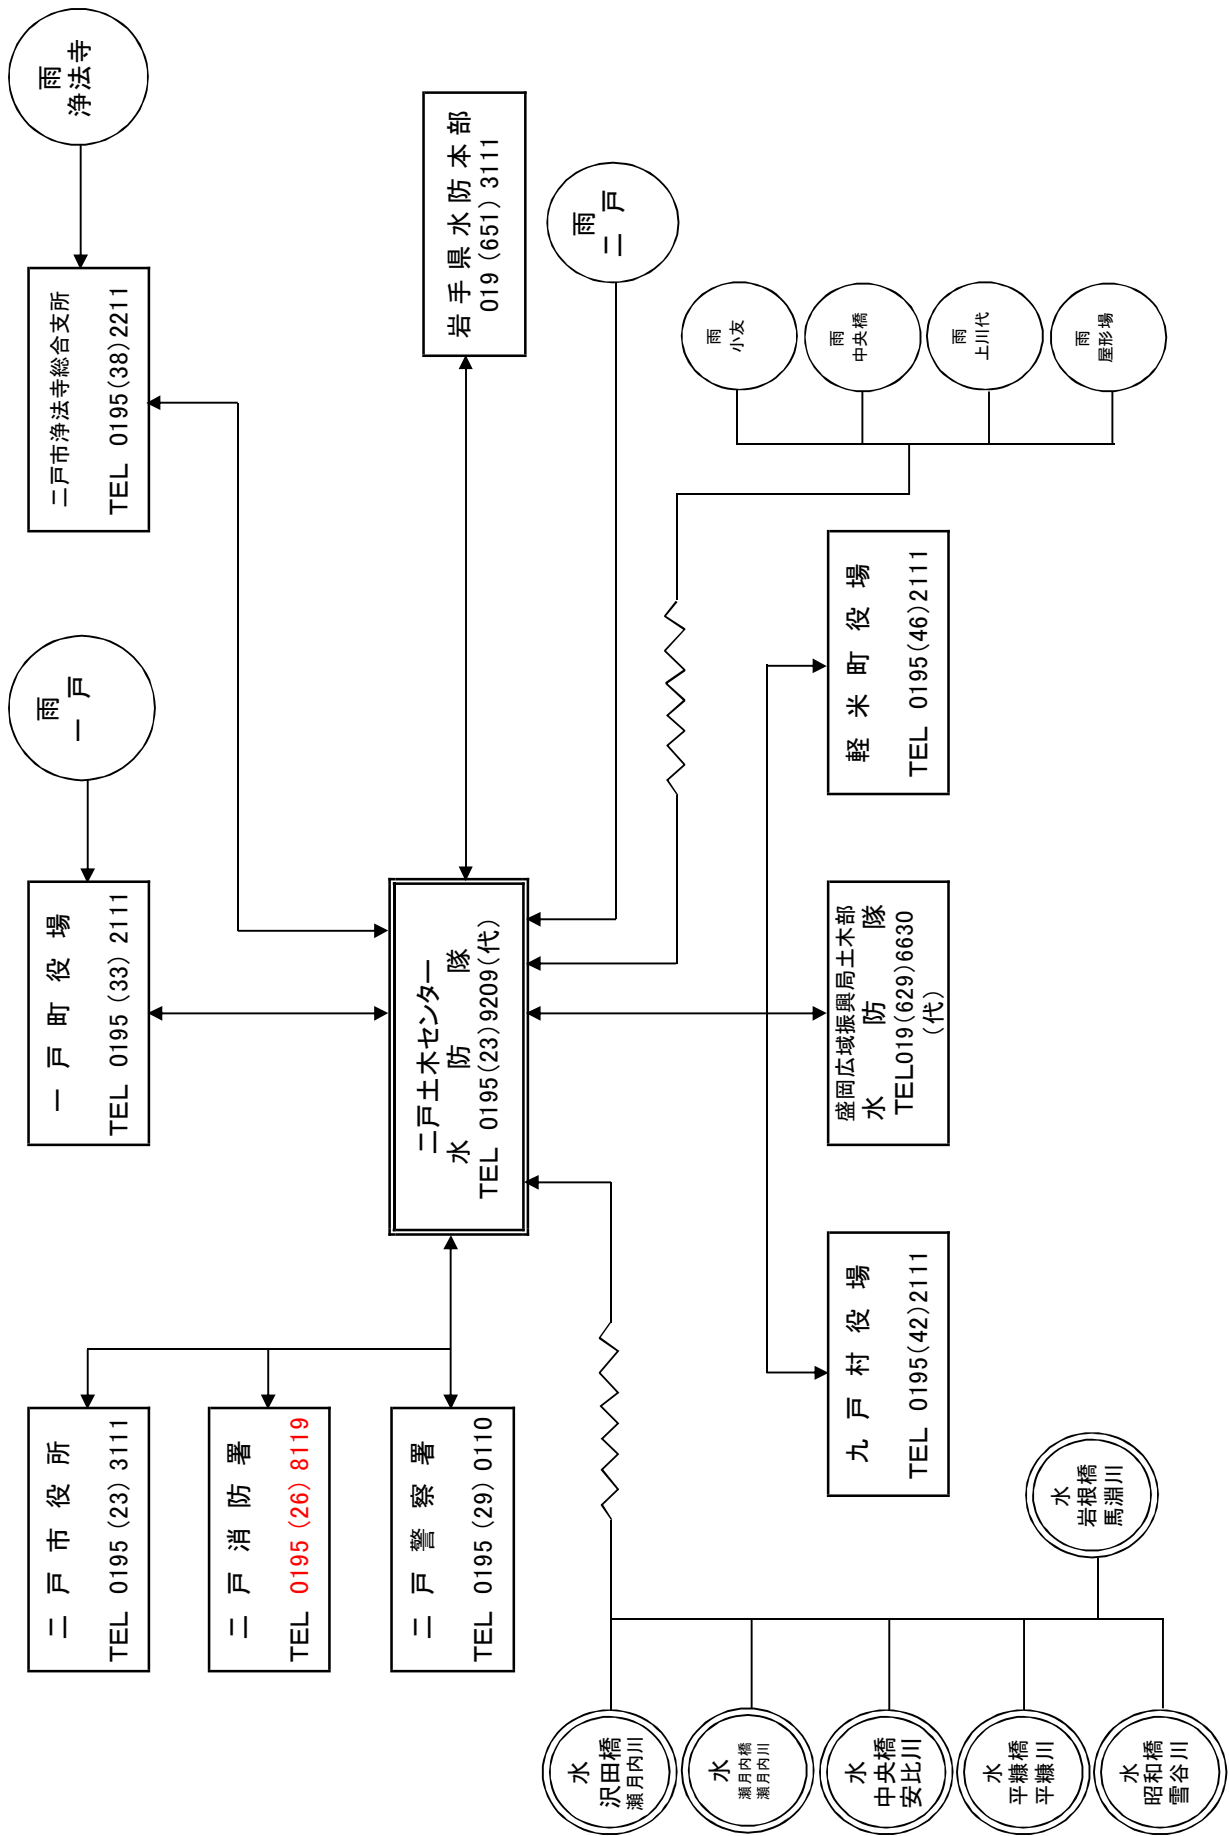 二戸市役所
TEL 0195 (23) 3111
二戸消防署
TEL 0195 (26) 8119
二戸警察署
TEL 0195 (29) 0110
一戸町役場
TEL 0195 (33) 2111
雨
一戸
二戸市浄法寺総合支所
TEL 0195(38)2211
雨
浄法寺
二戸土木センター
水防隊
TEL 0195(23)9209(代)
岩手県水防本部
019 (651) 3111
雨
二戸
雨
小友
雨
中央橋
雨
上川代
雨
屋形場
九戸村役場
TEL 0195(42)2111
盛岡広域振興局土木部
水防隊
TEL019(629)6630
(代)
軽米町役場
TEL 0195(46)2111
水
沢田橋
瀬月内川
水
瀬月内橋
瀬月内川
水
中央橋
安比川
水
平糠橋
平糠川
水
昭和橋
雪谷川
水
岩根橋
馬淵川